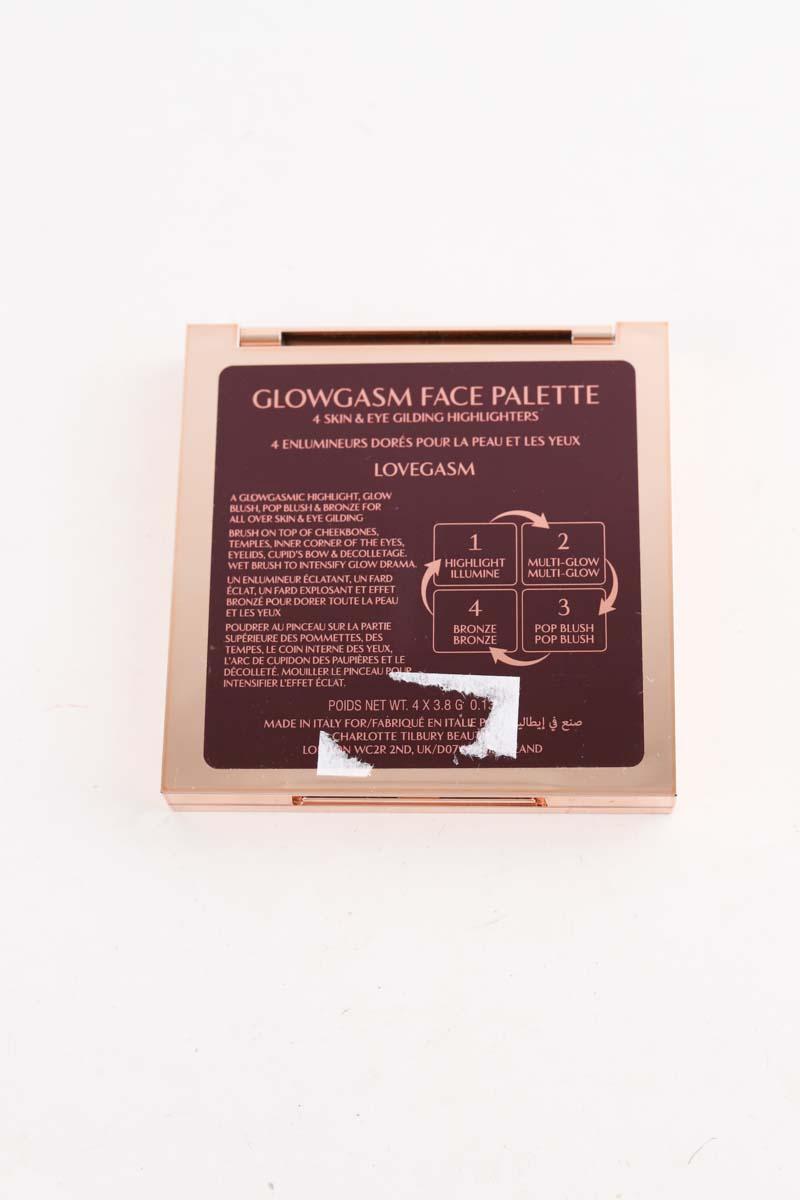 GLOWGASM FACE PALETTE
4 SKIN & EYE GILDING HIGHLIGHTERS
4 ENLUMINEURS DORÉS POUR LA PEAU ET LES YEUX
LOVEGASM
A GLOWGASMIC HIGHLIGHT, GLOW
BLUSH, POP BLUSH & BRONZE FOR
ALL OVER SKIN & EYE GILDING
BRUSH ON TOP OF CHEEKBONES,
TEMPLES, INNER CORNER OF THE EYES,
EYELIDS, CUPID'S BOW & DECOLLETAGE.
WET BRUSH TO INTENSIFY GLOW DRAMA.
UN ENLUMINEUR ÉCLATANT, UN FARD
ÉCLAT, UN FARD EXPLOSANT ET EFFET
BRONZÉ POUR DORER TOUTE LA PEAU
ET LES YEUX
POUDRER AU PINCEAU SUR LA PARTIE
SUPÉRIEURE DES POMMETTES, DES
TEMPES, LE COIN INTERNE DES YEUX,
L'ARC DE CUPIDON DES PAUPIÈRES ET LE
DÉCOLLETÉ. MOUILLER LE PINCEAU POUR
INTENSIFIER L'EFFET ÉCLAT.
1
HIGHLIGHT
ILLUMINE
2
MULTI-GLOW
MULTI-GLOW
4
BRONZE
BRONZE
3
POP BLUSH
POP BLUSH
POIDS NET WT. 4 X 3.8 G
MADE IN ITALY FOR/FABRIQUÉ EN ITALIE صنع في إيطاليا
CHARLOTTE TILBURY
WC2R 2ND, UK/